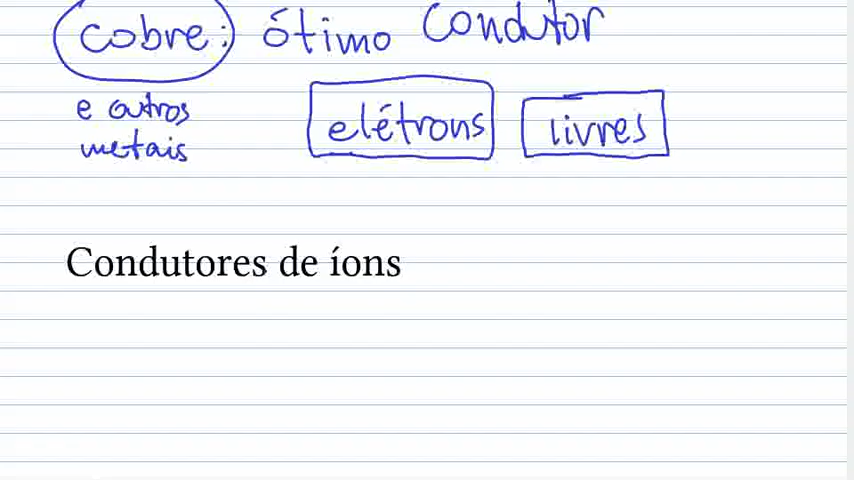 cobre: ótimo condutor
e outros elétrons livres
metais
Condutores de íons